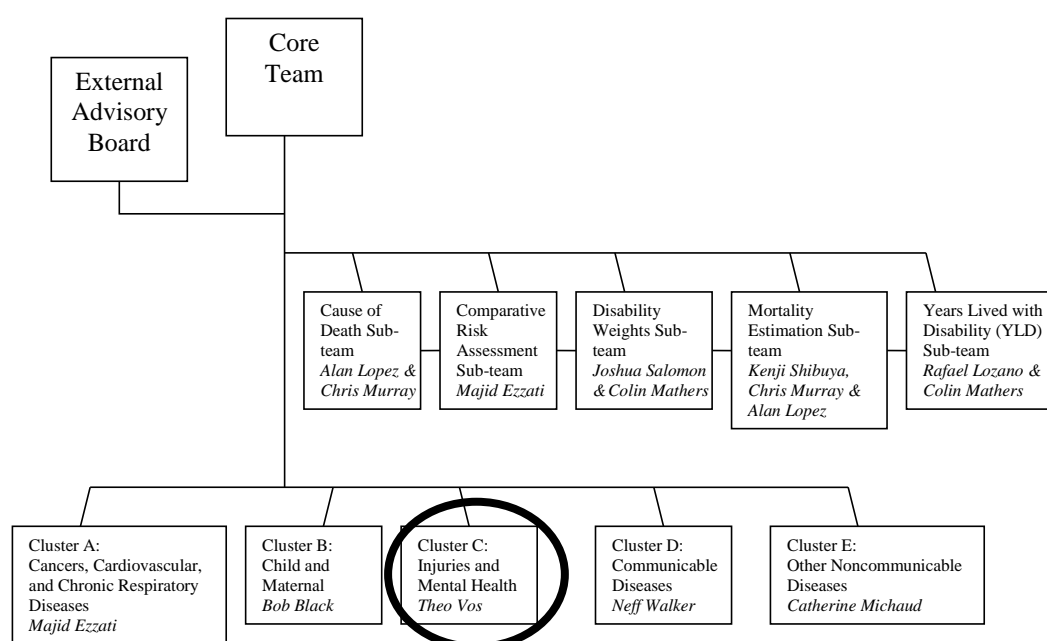 Core
Team
External
Advisory
Board
Cause of
Death Sub-
team
Alan Lopez &
Chris Murray
Comparative
Risk
Assessment
Sub-team
Majid Ezzati
Disability
Weights Sub-
team
Joshua Salomon
& Colin Mathers
Mortality
Estimation Sub-
team
Kenji Shibuya,
Chris Murray &
Alan Lopez
Years Lived with
Disability (YLD)
Sub-team
Rafael Lozano &
Colin Mathers
Cluster A:
Cancers, Cardiovascular,
and Chronic Respiratory
Diseases
Majid Ezzati
Cluster B:
Child and
Maternal
Bob Black
Cluster C:
Injuries and
Mental Health
Theo Vos
Cluster D:
Communicable
Diseases
Neff Walker
Cluster E:
Other Noncommunicable
Diseases
Catherine Michaud